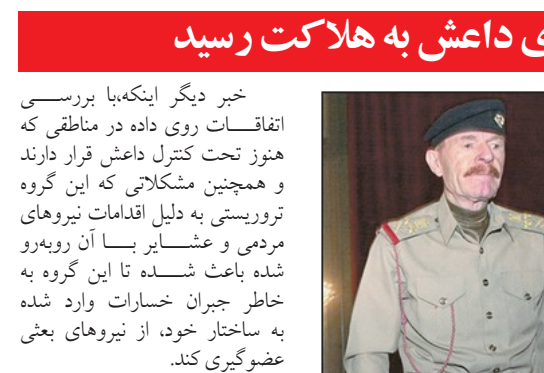 ی داعش به هلاکت رسید
خبر دیگر اینکه،با بررسی
اتفاقات روی داده در مناطقی که
هنوز تحت کنترل داعش قرار دارند
و همچنین مشکلاتی که این گروه
تروریستی به دلیل اقدامات نیروهای
مردمی و عشایر با آن روبه‌رو
شده باعث شده تا این گروه به
خاطر جبران خسارات وارد شده
به ساختار خود، از نیروهای بعثی
عضوگیری کند.